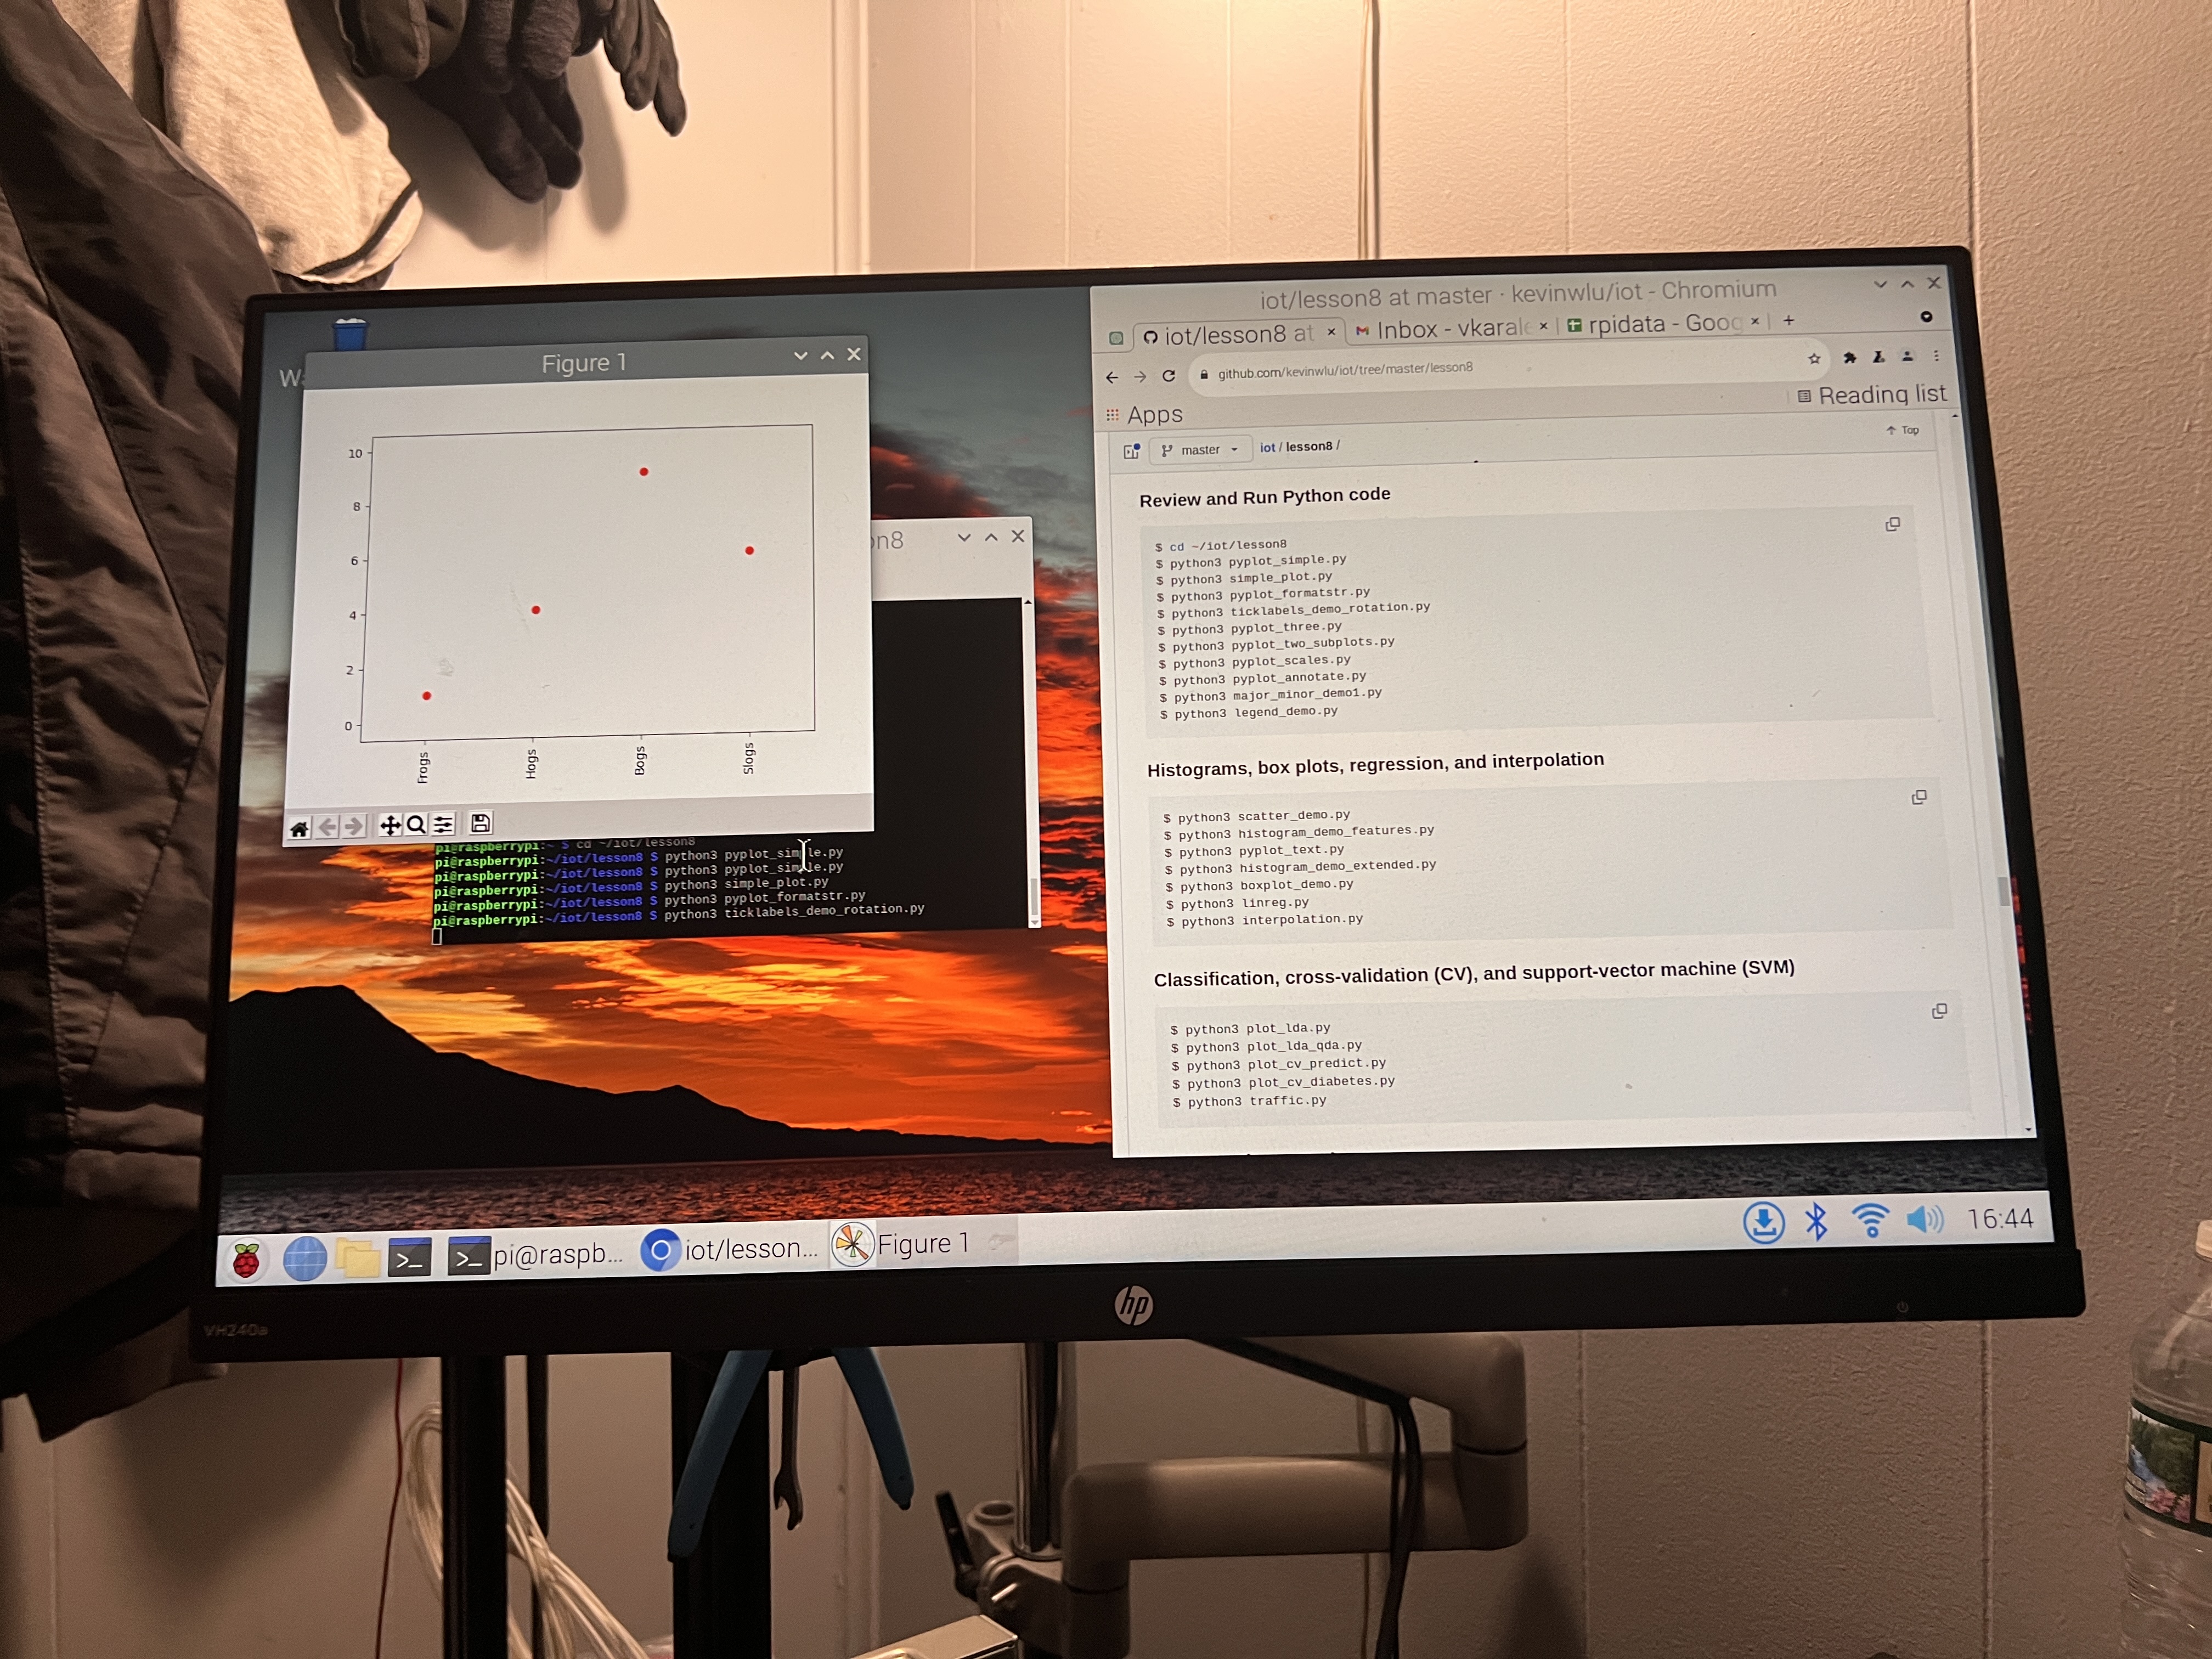 Figure 1
10
8
6
4
2
0
Frogs
Hogs
Bogs
Slogs
on8
pi@raspberrypi:~ $ cd ~/iot/lesson8
pi@raspberrypi:~/iot/lesson8 $ python3 pyplot_simple.py
pi@raspberrypi:~/iot/lesson8 $ python3 pyplot_simple.py
pi@raspberrypi:~/iot/lesson8 $ python3 simple_plot.py
pi@raspberrypi:~/iot/lesson8 $ python3 pyplot_formatstr.py
pi@raspberrypi:~/iot/lesson8 $ python3 ticklabels_demo_rotation.py
iot/lesson8 at master · kevinwlu/iot - Chromium
iot/lesson8 at
Inbox - vkarale
rpidata - Goog
github.com/kevinwlu/iot/tree/master/lesson8
Apps
Reading list
master
iot / lesson8 /
Top
Review and Run Python code
$ cd ~/iot/lesson8
$ python3 pyplot_simple.py
$ python3 simple_plot.py
$ python3 pyplot_formatstr.py
$ python3 ticklabels_demo_rotation.py
$ python3 pyplot_three.py
$ python3 pyplot_two_subplots.py
$ python3 pyplot_scales.py
$ python3 pyplot_annotate.py
$ python3 major_minor_demo1.py
$ python3 legend_demo.py
Histograms, box plots, regression, and interpolation
$ python3 scatter_demo.py
$ python3 histogram_demo_features.py
$ python3 pyplot_text.py
$ python3 histogram_demo_extended.py
$ python3 boxplot_demo.py
$ python3 linreg.py
$ python3 interpolation.py
Classification, cross-validation (CV), and support-vector machine (SVM)
$ python3 plot_lda.py
$ python3 plot_lda_qda.py
$ python3 plot_cv_predict.py
$ python3 plot_cv_diabetes.py
$ python3 traffic.py
pi@raspb...
iot/lesson...
Figure 1
16:44
hp
VH240a